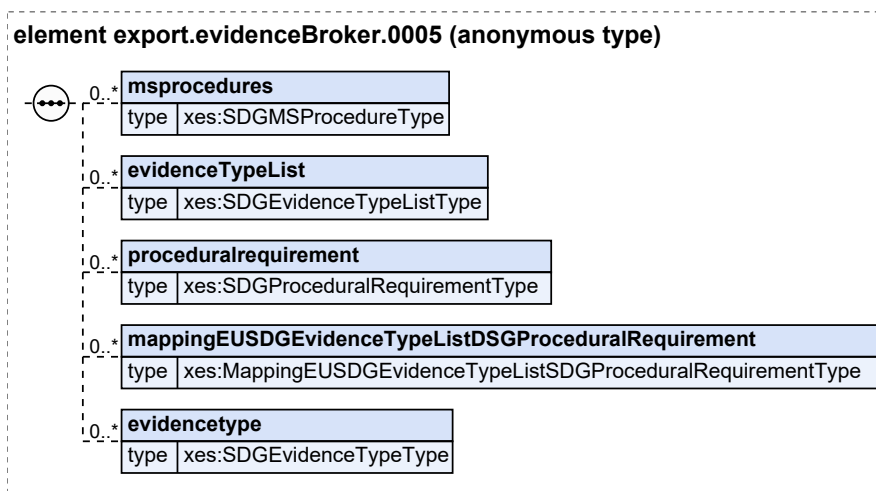 element export.evidenceBroker.0005 (anonymous type)
0..* msprocedures
type xes:SDGMSProcedureType
0..* evidenceTypeList
type xes:SDGEvidenceTypeListType
0..* proceduralrequirement
type xes:SDGProceduralRequirementType
0..* mappingEUSDGEvidenceTypeListDSGProceduralRequirement
type xes:MappingEUSDGEvidenceTypeListSDGProceduralRequirementType
0..* evidencetype
type xes:SDGEvidenceTypeType